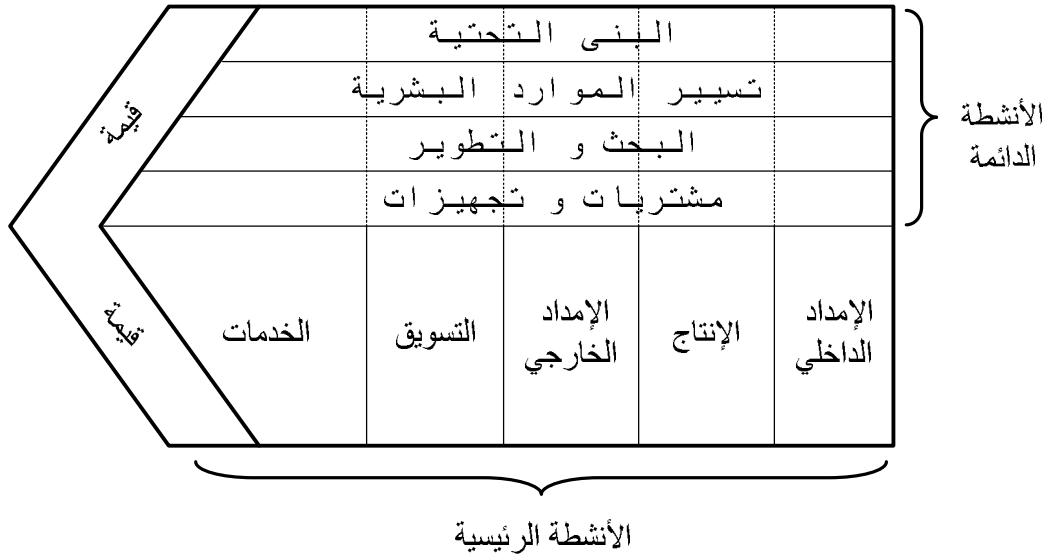 البنى التحتية
تسيير الموارد البشرية
البحث و التطوير
مشتريات و تجهيزات
الأنشطة
الدائمة
قيمة
قيمة
الإمداد
الداخلي
الإنتاج
الإمداد
الخارجي
التسويق
الخدمات
الأنشطة الرئيسية